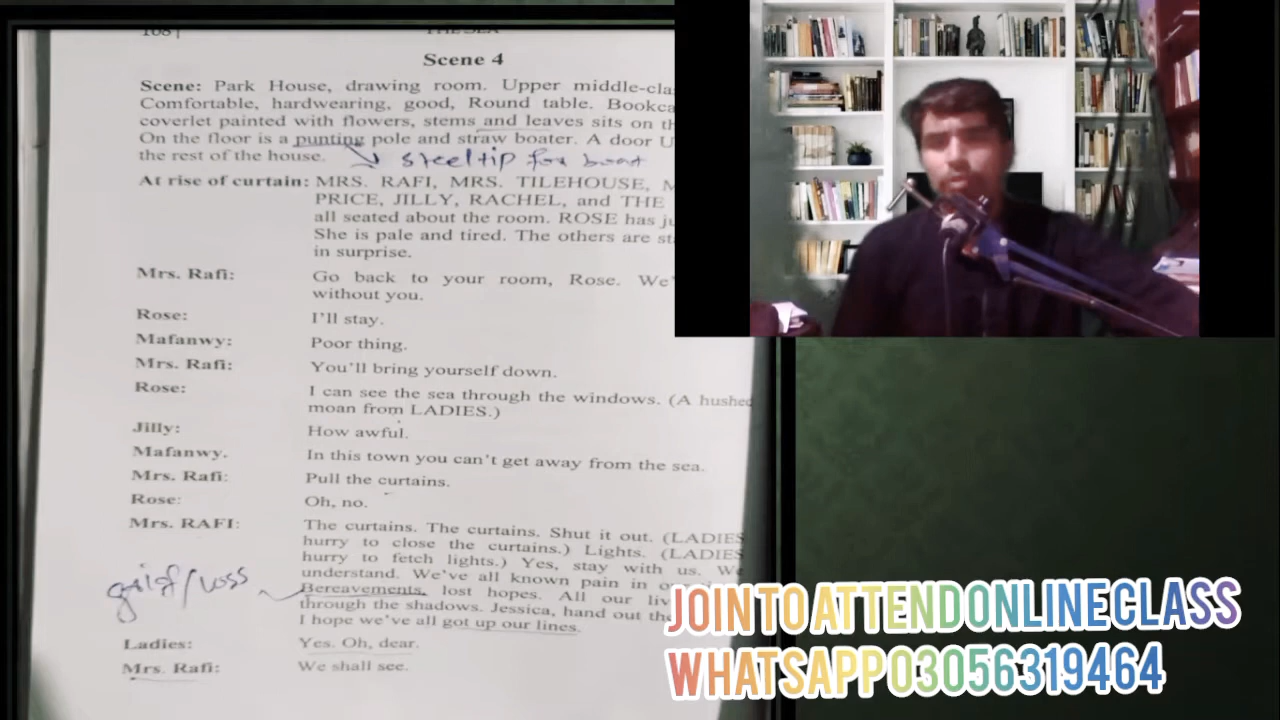 168|
THE SEA
Scene 4
Scene: Park House, drawing room. Upper middle-cla
Comfortable, hardwearing, good, Round table. Bookca
coverlet painted with flowers, stems and leaves sits on th
On the floor is a punting pole and straw boater. A door U
the rest of the house.
steel tip for boat
At rise of curtain: MRS. RAFI, MRS. TILEHOUSE, M
PRICE, JILLY, RACHEL, and THE
all seated about the room. ROSE has ju
She is pale and tired. The others are sta
in surprise.
Mrs. Rafi: Go back to your room, Rose. We'
without you.
Rose: I'll stay.
Mafanwy: Poor thing.
Mrs. Rafi: You'll bring yourself down.
Rose: I can see the sea through the windows. (A hushed
moan from LADIES.)
Jilly: How awful.
Mafanwy. In this town you can't get away from the sea.
Mrs. Rafi: Pull the curtains.
Rose: Oh, no.
Mrs. RAFI: The curtains. The curtains. Shut it out. (LADIES
hurry to close the curtains.) Lights. (LADIES
hurry to fetch lights.) Yes, stay with us. We
understand. We've all known pain in o
grief/loss
Bereavements, lost hopes. All our liv
through the shadows. Jessica, hand out the
I hope we've all got up our lines.
Ladies: Yes. Oh, dear.
Mrs. Rafi: We shall see.
JOIN TO ATTEND ONLINE CLASS
WHATSAPP 03056319464